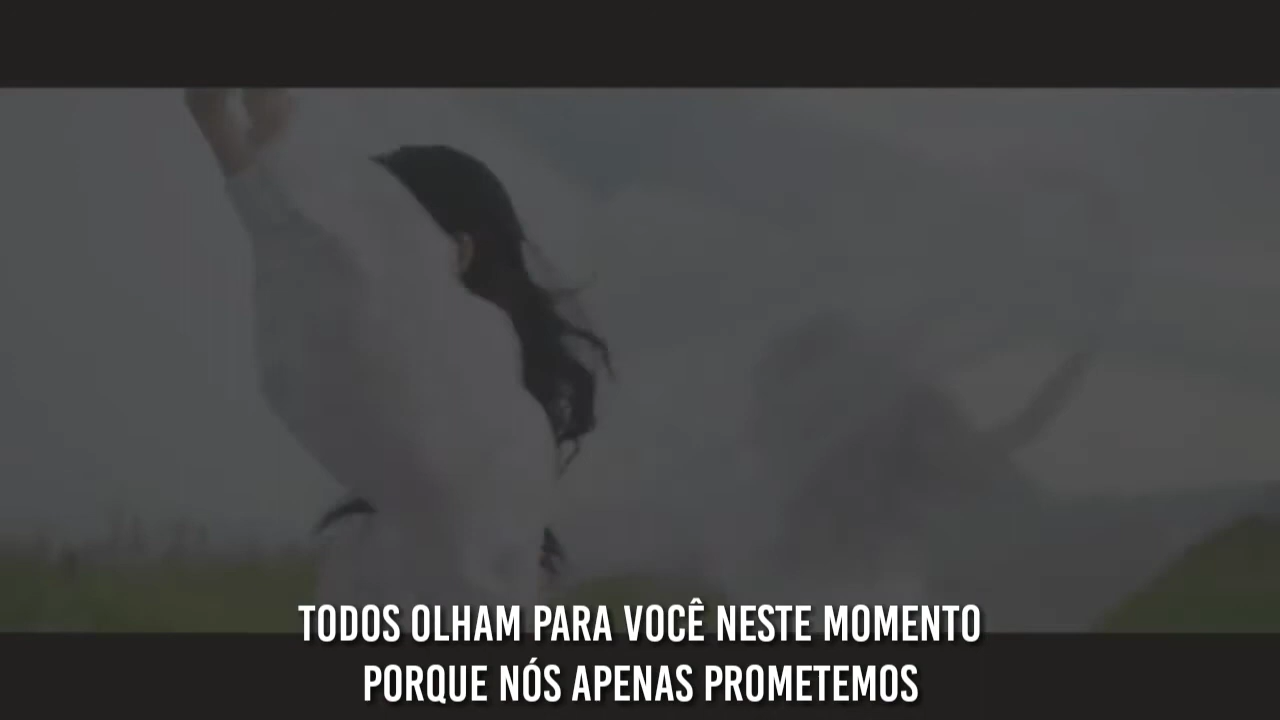 TODOS OLHAM PARA VOCÊ NESTE MOMENTO
PORQUE NÓS APENAS PROMETEMOS